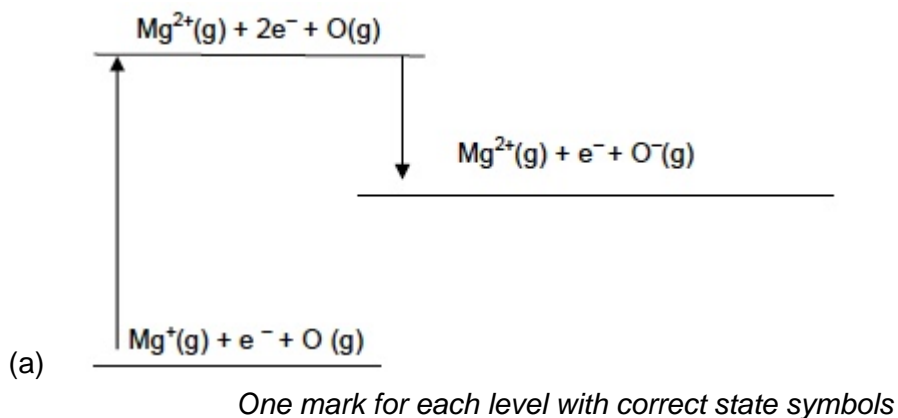 Mg²⁺(g) + 2e⁻ + O(g)
Mg²⁺(g) + e⁻ + O⁻(g)
Mg⁺(g) + e⁻ + O (g)
(a)
One mark for each level with correct state symbols